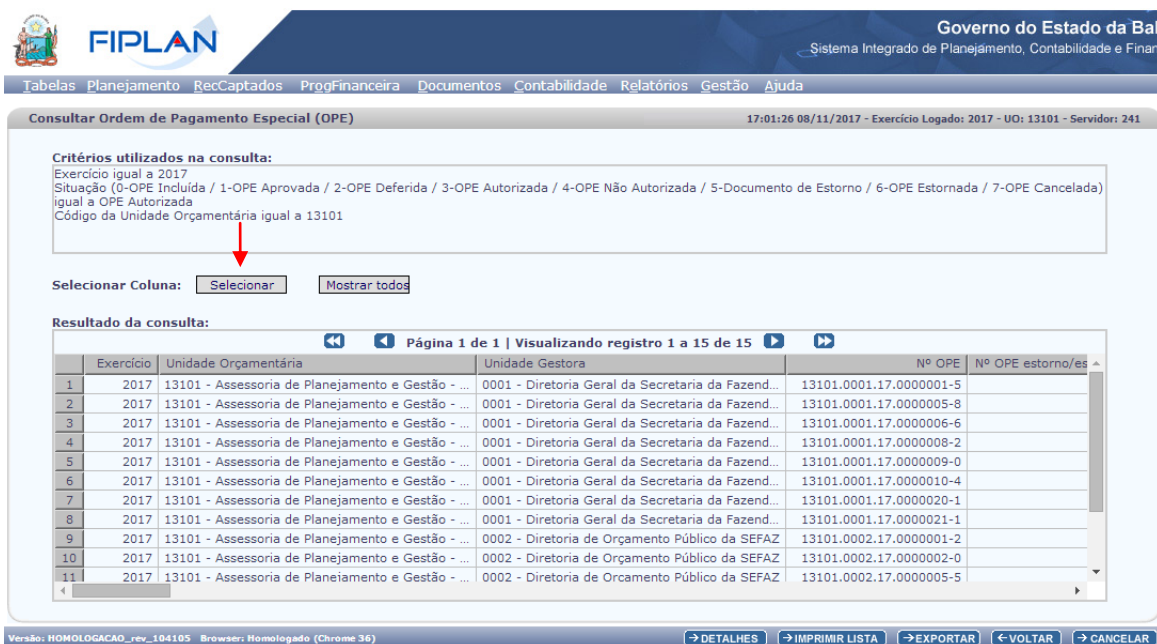 FIPLAN
Governo do Estado da Bah
Sistema Integrado de Planejamento, Contabilidade e Finan
Tabelas Planejamento RecCaptados ProgFinanceira Documentos Contabilidade Relatórios Gestão Ajuda
Consultar Ordem de Pagamento Especial (OPE) 17:01:26 08/11/2017 - Exercício Logado: 2017 - UO: 13101 - Servidor: 241
Critérios utilizados na consulta:
Exercício igual a 2017
Situação (0-OPE Incluída / 1-OPE Aprovada / 2-OPE Deferida / 3-OPE Autorizada / 4-OPE Não Autorizada / 5-Documento de Estorno / 6-OPE Estornada / 7-OPE Cancelada)
igual a OPE Autorizada
Código da Unidade Orçamentária igual a 13101
Selecionar Coluna: Selecionar Mostrar todos
Resultado da consulta:
Página 1 de 1 | Visualizando registro 1 a 15 de 15
Exercício Unidade Orçamentária Unidade Gestora Nº OPE Nº OPE estorno/es
1 2017 13101 - Assessoria de Planejamento e Gestão - ... 0001 - Diretoria Geral da Secretaria da Fazend... 13101.0001.17.0000001-5
2 2017 13101 - Assessoria de Planejamento e Gestão - ... 0001 - Diretoria Geral da Secretaria da Fazend... 13101.0001.17.0000005-8
3 2017 13101 - Assessoria de Planejamento e Gestão - ... 0001 - Diretoria Geral da Secretaria da Fazend... 13101.0001.17.0000006-6
4 2017 13101 - Assessoria de Planejamento e Gestão - ... 0001 - Diretoria Geral da Secretaria da Fazend... 13101.0001.17.0000008-2
5 2017 13101 - Assessoria de Planejamento e Gestão - ... 0001 - Diretoria Geral da Secretaria da Fazend... 13101.0001.17.0000009-0
6 2017 13101 - Assessoria de Planejamento e Gestão - ... 0001 - Diretoria Geral da Secretaria da Fazend... 13101.0001.17.0000010-4
7 2017 13101 - Assessoria de Planejamento e Gestão - ... 0001 - Diretoria Geral da Secretaria da Fazend... 13101.0001.17.0000020-1
8 2017 13101 - Assessoria de Planejamento e Gestão - ... 0001 - Diretoria Geral da Secretaria da Fazend... 13101.0001.17.0000021-1
9 2017 13101 - Assessoria de Planejamento e Gestão - ... 0002 - Diretoria de Orçamento Público da SEFAZ 13101.0002.17.0000001-2
10 2017 13101 - Assessoria de Planejamento e Gestão - ... 0002 - Diretoria de Orçamento Público da SEFAZ 13101.0002.17.0000002-0
11 2017 13101 - Assessoria de Planejamento e Gestão - ... 0002 - Diretoria de Orçamento Público da SEFAZ 13101.0002.17.0000005-5
Versão: HOMOLOGACAO_rev_104105 Browser: Homologado (Chrome 36) DETALHES IMPRIMIR LISTA EXPORTAR VOLTAR CANCELAR